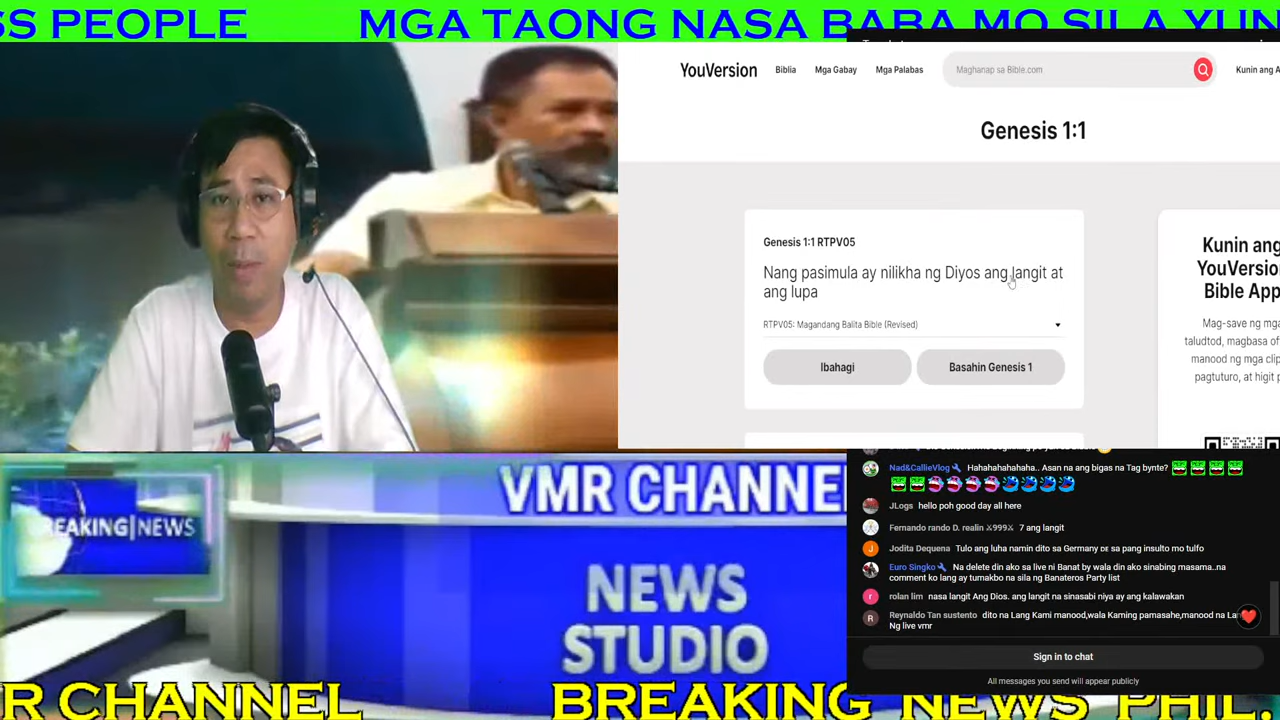 SS PEOPLE MGA TAONG NASA BABA MO SILA YUN
YouVersion Biblia Mga Gabay Mga Palabas Maghanap sa Bible.com Kunin ang A
Genesis 1:1
Genesis 1:1 RTPV05
Nang pasimula ay nilikha ng Diyos ang langit at
ang lupa
RTPV05: Magandang Balita Bible (Revised)
Ibahagi Basahin Genesis 1
Kunin ang
YouVersion
Bible App
Mag-save ng mga
taludtod, magbasa of
manood ng mga clip
pagtuturo, at higit p
VMR CHANNE
REAKING|NEWS
NEWS
STUDIO
Nad&CallieVlog Hahahahahahaha.. Asan na ang bigas na Tag bynte?
JLogs hello poh good day all here
Fernando rando D. realin ⚔999⚔ 7 ang langit
Jodita Dequena Tulo ang luha namin dito sa Germany DE sa pang insulto mo tulfo
Euro Singko Na delete din ako sa live ni Banat by wala din ako sinabing masama..na
comment ko lang ay tumakbo na sila ng Banateros Party list
rolan lim nasa langit Ang Dios. ang langit na sinasabi niya ay ang kalawakan
Reynaldo Tan sustento dito na Lang Kami manood,wala Kaming pamasahe,manood na La
Ng live vmr
Sign in to chat
All messages you send will appear publicly
R CHANNEL BREAKING NEWS PHIL.